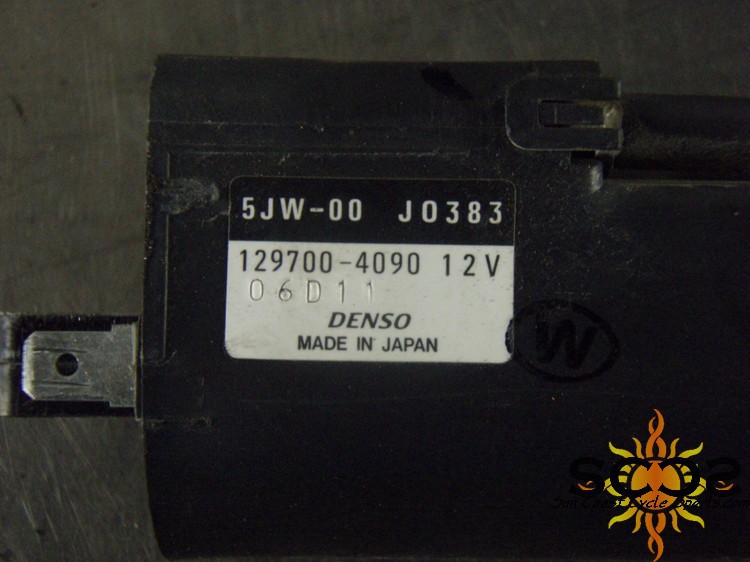 5JW-00 J0383
129700-4090 12V
06D11
DENSO
MADE IN JAPAN
W